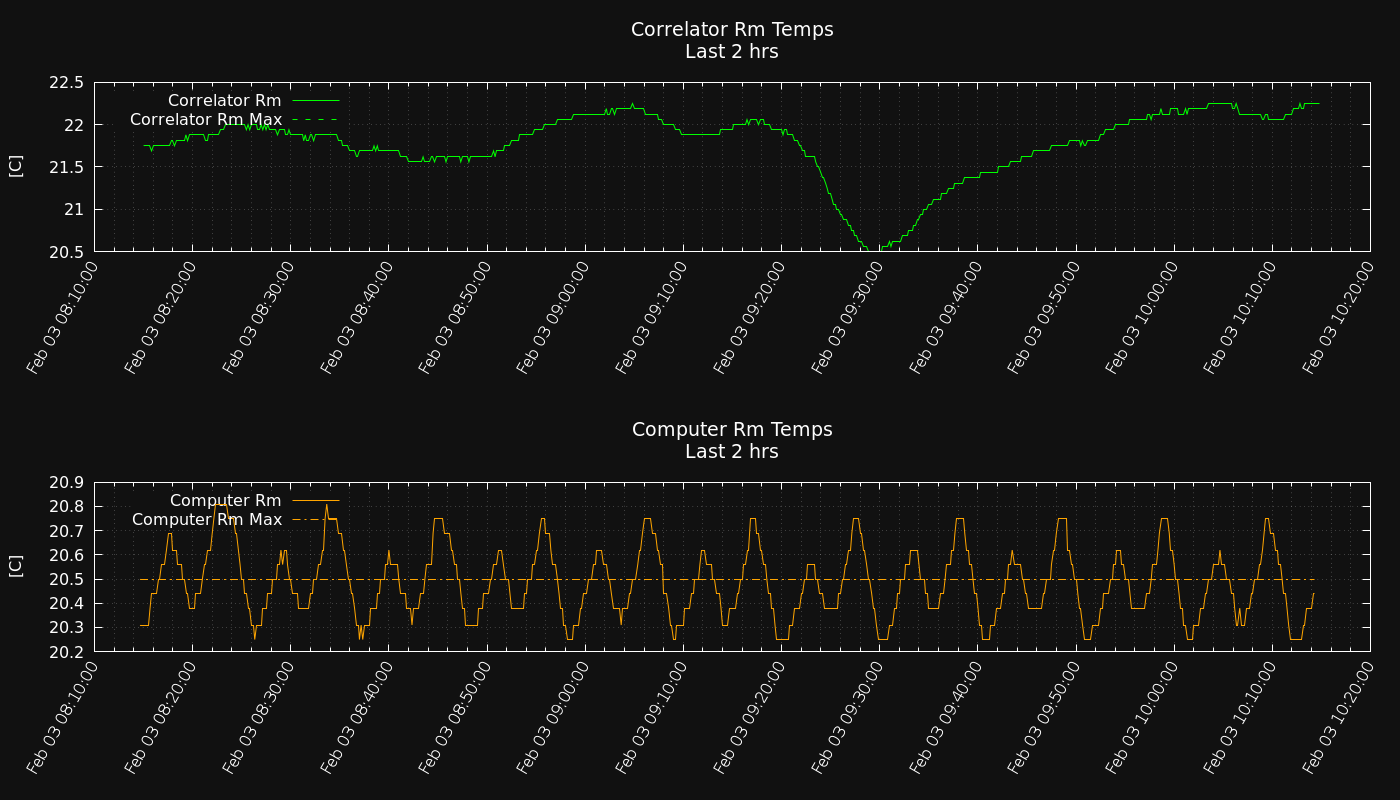 Correlator Rm Temps
Last 2 hrs
22.5
22
21.5
21
20.5
[C]
Correlator Rm
Correlator Rm Max
Feb 03 08:10:00
Feb 03 08:20:00
Feb 03 08:30:00
Feb 03 08:40:00
Feb 03 08:50:00
Feb 03 09:00:00
Feb 03 09:10:00
Feb 03 09:20:00
Feb 03 09:30:00
Feb 03 09:40:00
Feb 03 09:50:00
Feb 03 10:00:00
Feb 03 10:10:00
Feb 03 10:20:00
Computer Rm Temps
Last 2 hrs
20.9
20.8
20.7
20.6
20.5
20.4
20.3
20.2
[C]
Computer Rm
Computer Rm Max
Feb 03 08:10:00
Feb 03 08:20:00
Feb 03 08:30:00
Feb 03 08:40:00
Feb 03 08:50:00
Feb 03 09:00:00
Feb 03 09:10:00
Feb 03 09:20:00
Feb 03 09:30:00
Feb 03 09:40:00
Feb 03 09:50:00
Feb 03 10:00:00
Feb 03 10:10:00
Feb 03 10:20:00